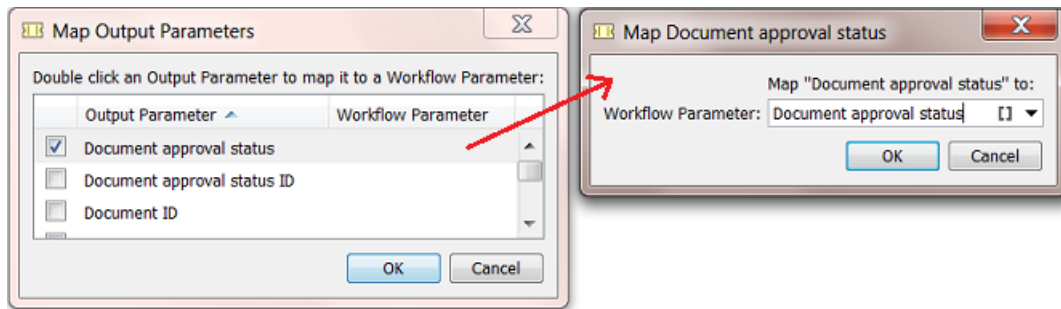 Map Output Parameters
Double click an Output Parameter to map it to a Workflow Parameter:
Output Parameter Workflow Parameter
Document approval status
Document approval status ID
Document ID
OK Cancel
Map Document approval status
Map "Document approval status" to:
Workflow Parameter: Document approval status [ ]
OK Cancel